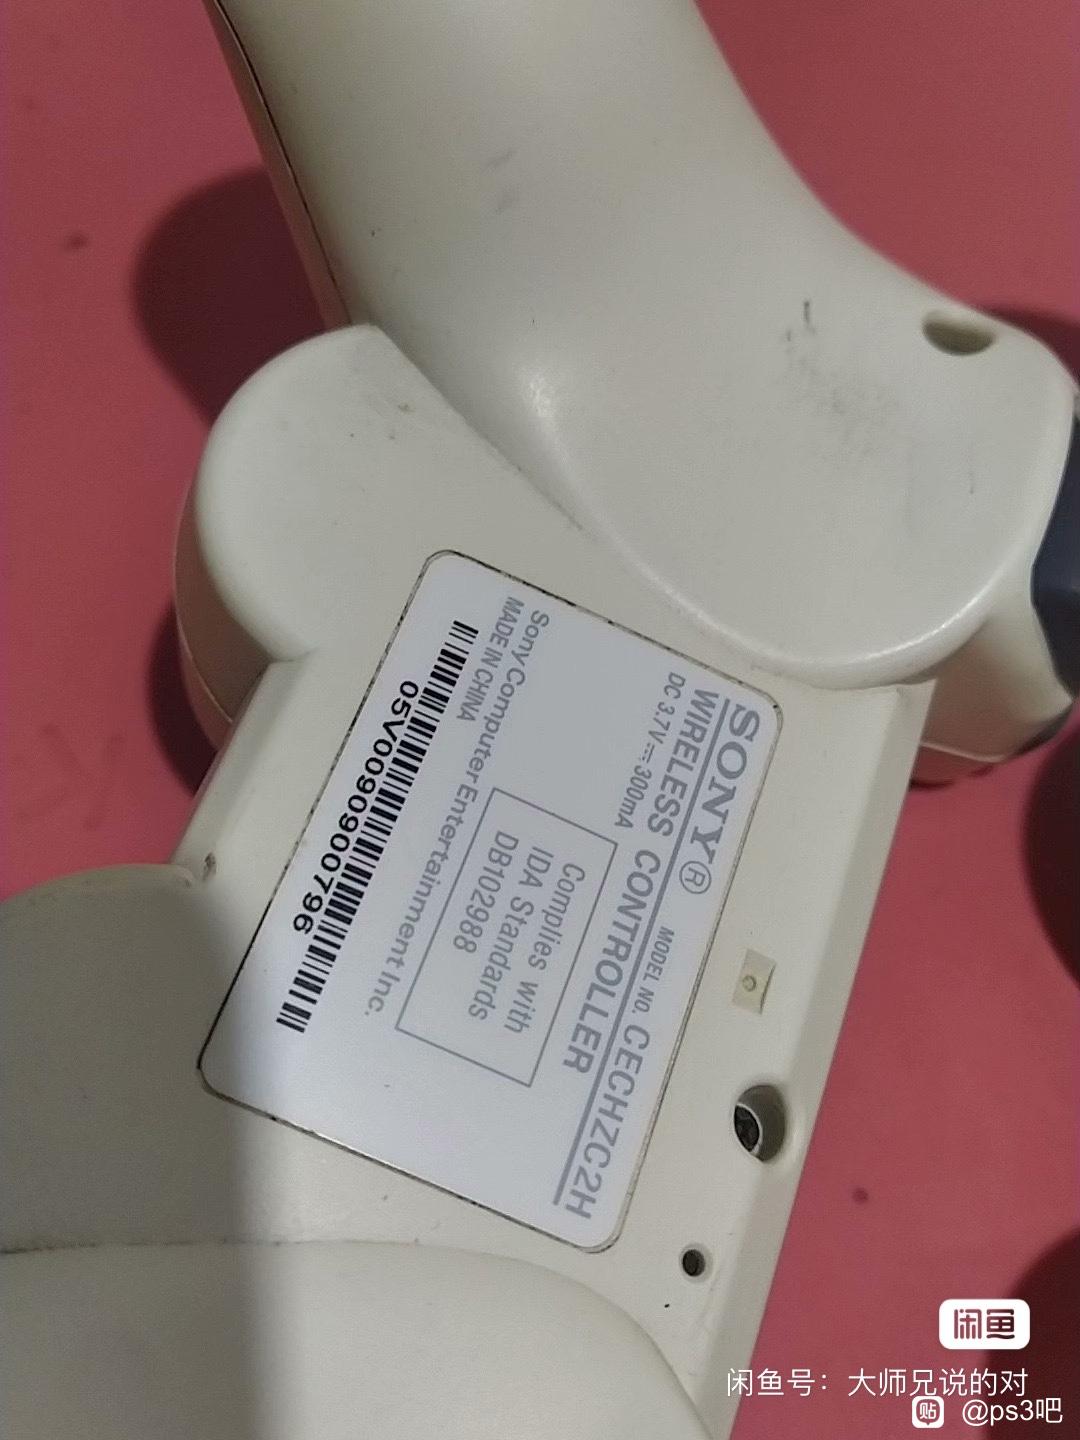 SONY®
MODEL NO. CECHZC2H
WIRELESS CONTROLLER
DC 3.7V⎓300mA
Complies with
IDA Standards
DB102988
Sony Computer Entertainment Inc.
MADE IN CHINA
05V0090900796
闲鱼
闲鱼号：大师兄说的对
贴 @ps3吧